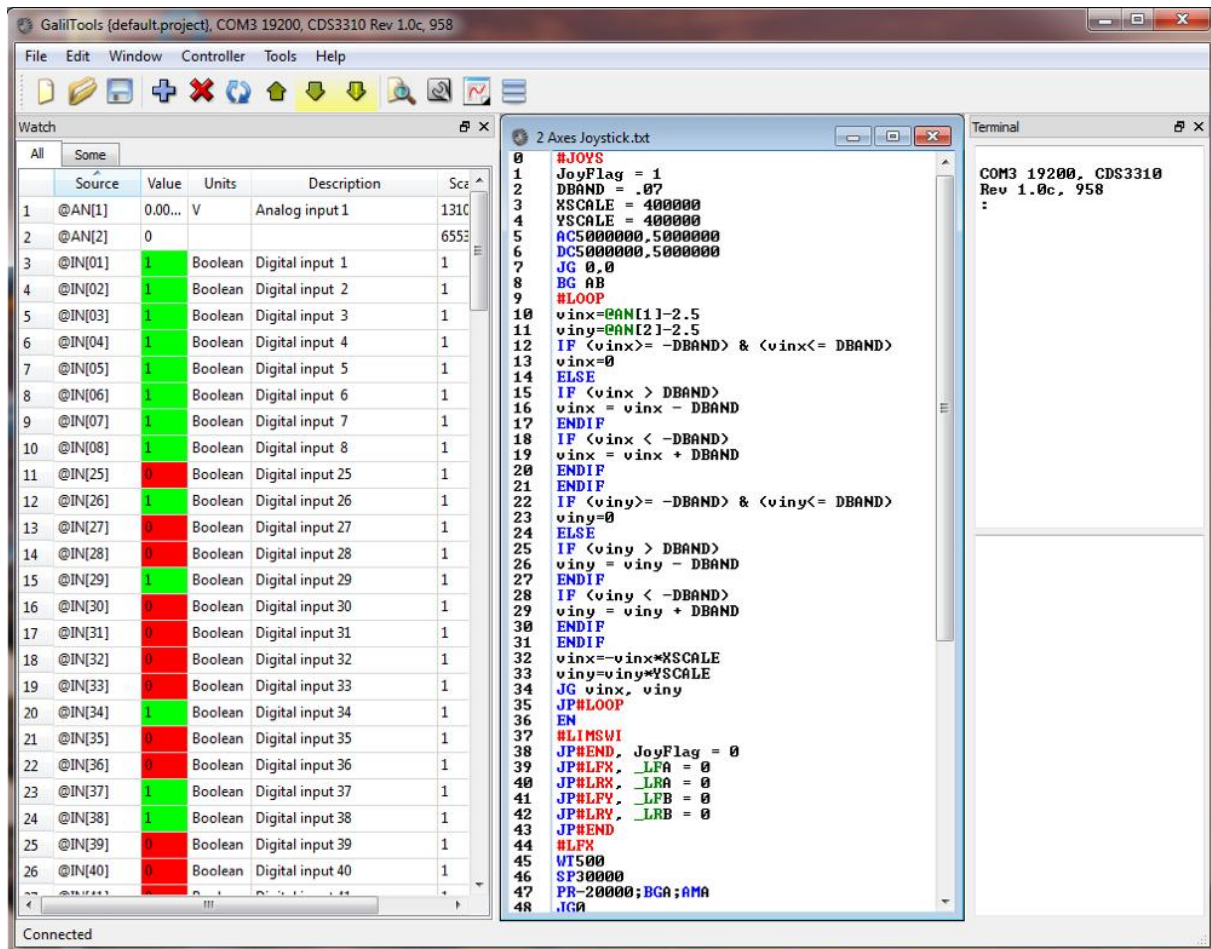 GalilTools {default.project}, COM3 19200, CDS3310 Rev 1.0c, 958
File Edit Window Controller Tools Help
Watch
All Some
Source Value Units Description Sca
1 @AN[1] 0.00... V Analog input 1 1310
2 @AN[2] 0 6553
3 @IN[01] 1 Boolean Digital input 1 1
4 @IN[02] 1 Boolean Digital input 2 1
5 @IN[03] 1 Boolean Digital input 3 1
6 @IN[04] 1 Boolean Digital input 4 1
7 @IN[05] 1 Boolean Digital input 5 1
8 @IN[06] 1 Boolean Digital input 6 1
9 @IN[07] 1 Boolean Digital input 7 1
10 @IN[08] 1 Boolean Digital input 8 1
11 @IN[25] 0 Boolean Digital input 25 1
12 @IN[26] 1 Boolean Digital input 26 1
13 @IN[27] 0 Boolean Digital input 27 1
14 @IN[28] 0 Boolean Digital input 28 1
15 @IN[29] 1 Boolean Digital input 29 1
16 @IN[30] 0 Boolean Digital input 30 1
17 @IN[31] 0 Boolean Digital input 31 1
18 @IN[32] 0 Boolean Digital input 32 1
19 @IN[33] 0 Boolean Digital input 33 1
20 @IN[34] 1 Boolean Digital input 34 1
21 @IN[35] 0 Boolean Digital input 35 1
22 @IN[36] 0 Boolean Digital input 36 1
23 @IN[37] 1 Boolean Digital input 37 1
24 @IN[38] 1 Boolean Digital input 38 1
25 @IN[39] 0 Boolean Digital input 39 1
26 @IN[40] 0 Boolean Digital input 40 1
2 Axes Joystick.txt
0 #JOYS
1 JoyFlag = 1
2 DBAND = .07
3 XSCALE = 400000
4 YSCALE = 400000
5 AC5000000,5000000
6 DC5000000,5000000
7 JG 0,0
8 BG AB
9 #LOOP
10 vinx=@AN[1]-2.5
11 viny=@AN[2]-2.5
12 IF (vinx>= -DBAND) & (vinx<= DBAND)
13 vinx=0
14 ELSE
15 IF (vinx > DBAND)
16 vinx = vinx - DBAND
17 ENDIF
18 IF (vinx < -DBAND)
19 vinx = vinx + DBAND
20 ENDIF
21 ENDIF
22 IF (viny>= -DBAND) & (viny<= DBAND)
23 viny=0
24 ELSE
25 IF (viny > DBAND)
26 viny = viny - DBAND
27 ENDIF
28 IF (viny < -DBAND)
29 viny = viny + DBAND
30 ENDIF
31 ENDIF
32 vinx=-vinx*XSCALE
33 viny=viny*YSCALE
34 JG vinx, viny
35 JP#LOOP
36 EN
37 #LIMSWI
38 JP#END, JoyFlag = 0
39 JP#LFX, _LFA = 0
40 JP#LRX, _LRA = 0
41 JP#LFY, _LFB = 0
42 JP#LRY, _LRB = 0
43 JP#END
44 #LFX
45 WT500
46 SP30000
47 PR-20000;BGA;AMA
48 JG0
Terminal
COM3 19200, CDS3310
Rev 1.0c, 958
:
Connected